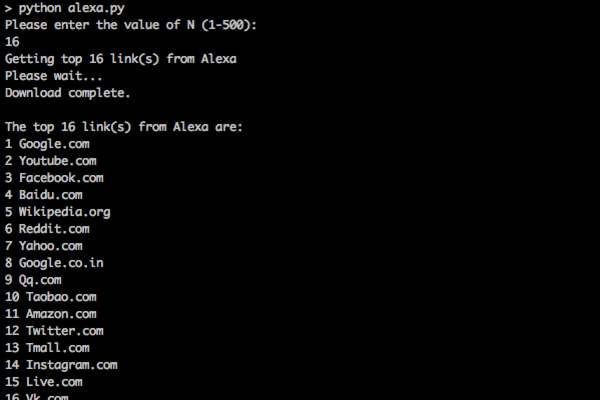 > python alexa.py
Please enter the value of N (1-500):
16
Getting top 16 link(s) from Alexa
Please wait...
Download complete.
The top 16 link(s) from Alexa are:
1 Google.com
2 Youtube.com
3 Facebook.com
4 Baidu.com
5 Wikipedia.org
6 Reddit.com
7 Yahoo.com
8 Google.co.in
9 Qq.com
10 Taobao.com
11 Amazon.com
12 Twitter.com
13 Tmall.com
14 Instagram.com
15 Live.com
16 Vk.com